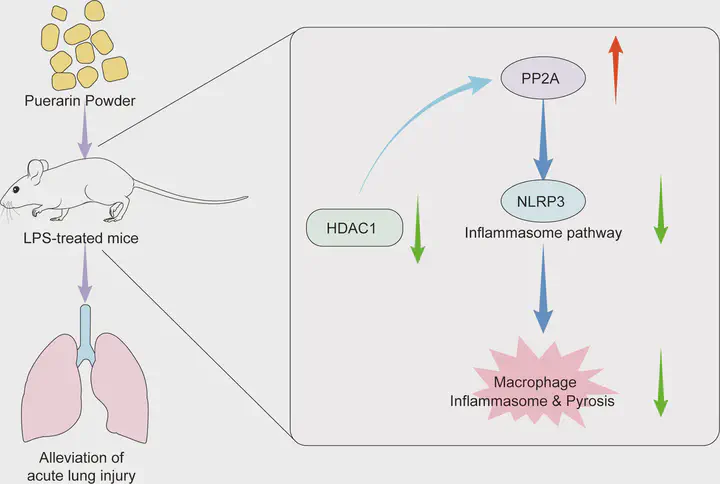 Puerarin Powder
LPS-treated mice
Alleviation of
acute lung injury
PP2A
HDAC1
NLRP3
Inflammasome pathway
Macrophage
Inflammasome & Pyrosis